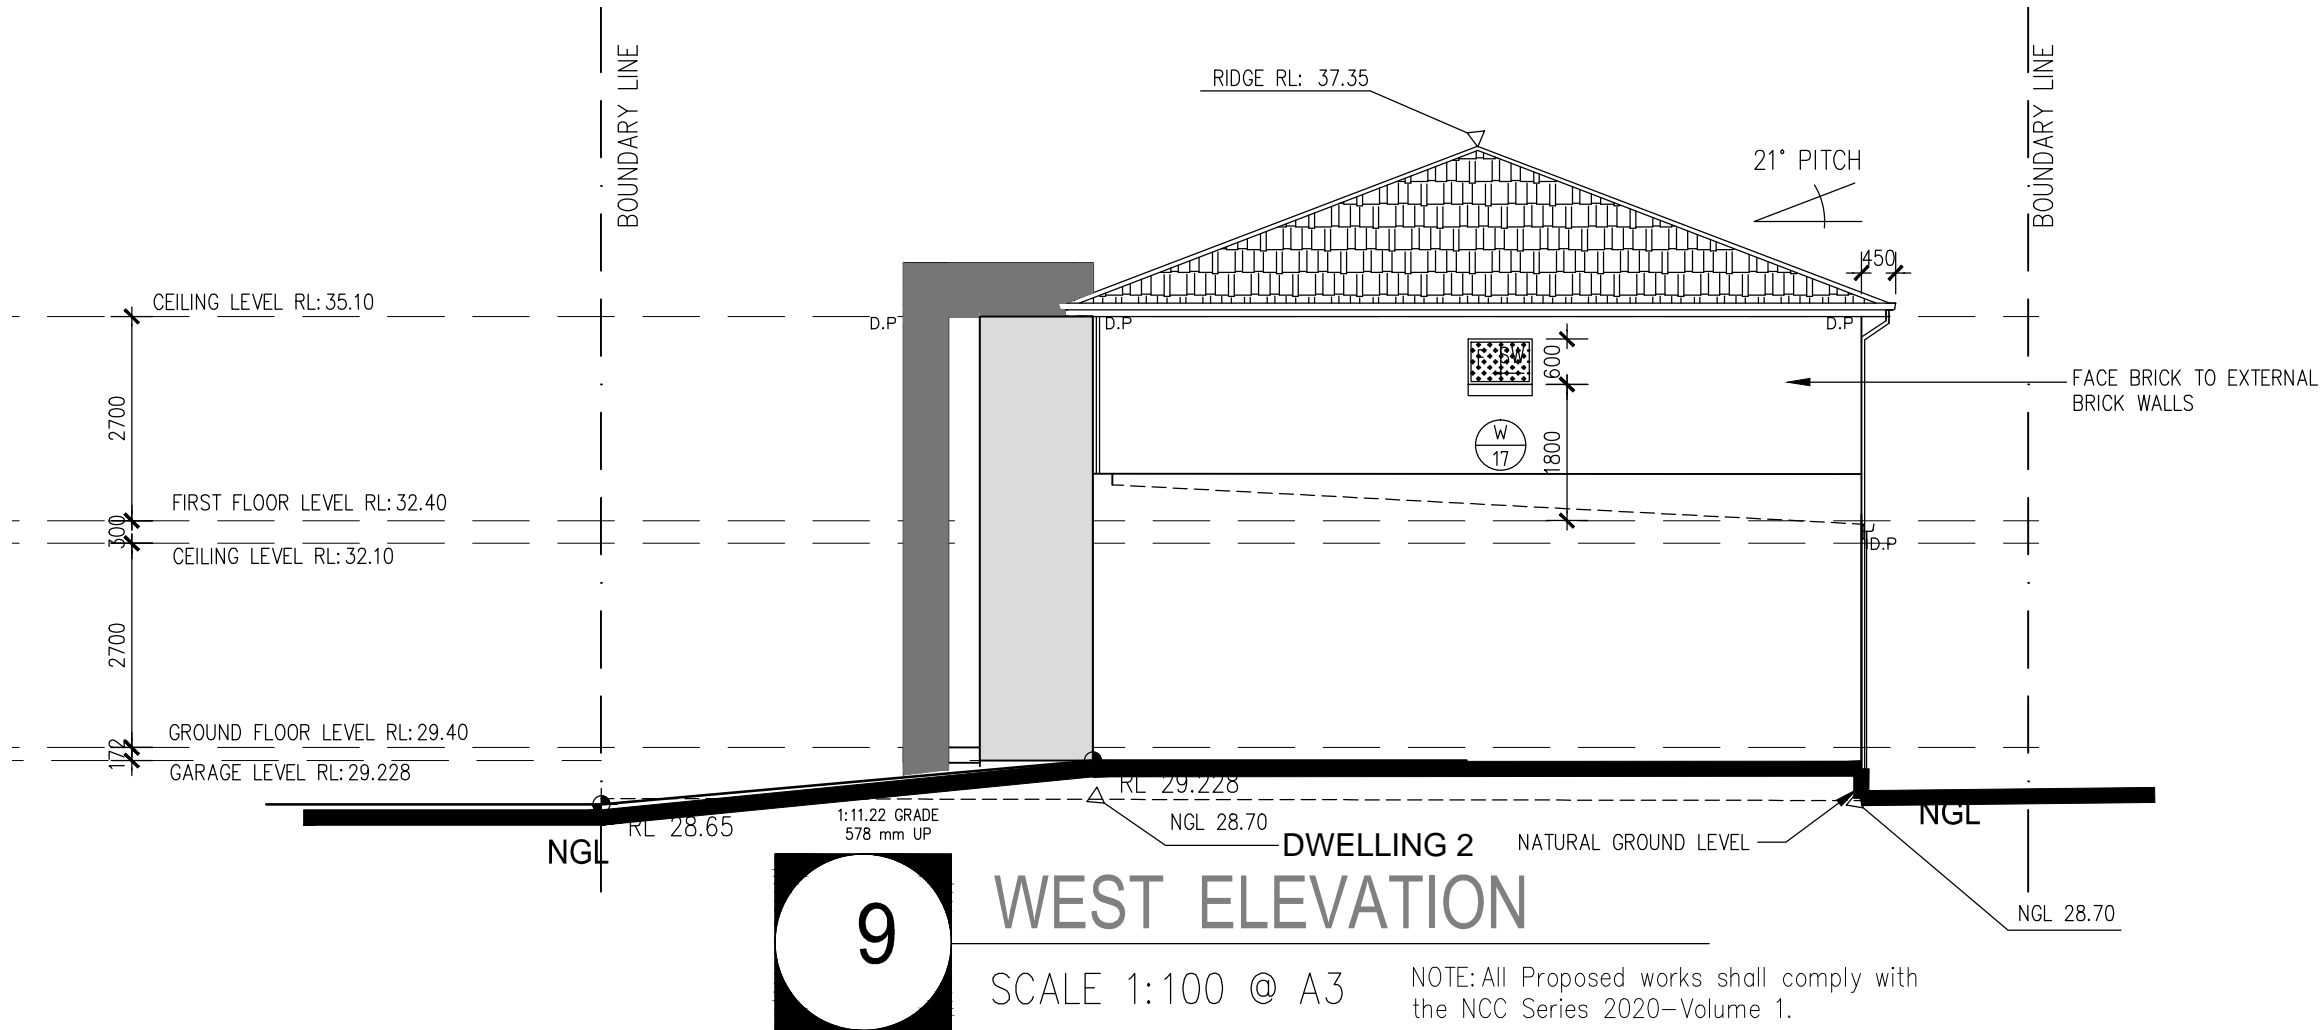 BOUNDARY LINE
BOUNDARY LINE
RIDGE RL: 37.35
21° PITCH
450
CEILING LEVEL RL: 35.10
D.P
D.P
D.P
600
2700
FACE BRICK TO EXTERNAL
BRICK WALLS
W
17
1800
FIRST FLOOR LEVEL RL: 32.40
300
CEILING LEVEL RL: 32.10
D.P
2700
GROUND FLOOR LEVEL RL: 29.40
172
GARAGE LEVEL RL: 29.228
RL 29.228
RL 28.65
1:11.22 GRADE
578 mm UP
NGL 28.70
NGL
NGL
DWELLING 2
NATURAL GROUND LEVEL
NGL 28.70
9
WEST ELEVATION
SCALE 1:100 @ A3
NOTE: All Proposed works shall comply with
the NCC Series 2020-Volume 1.